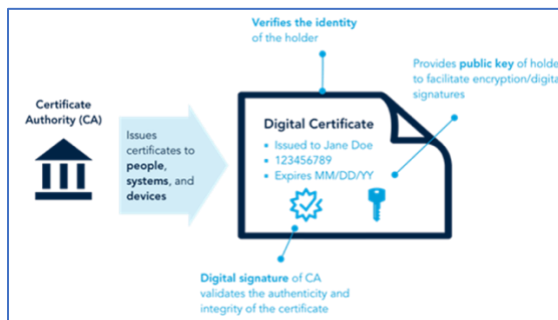 Verifies the identity
of the holder
Provides public key of holde
to facilitate encryption/digita
signatures
Certificate
Authority (CA)
Issues
certificates to
people,
systems, and
devices
Digital Certificate
• Issued to Jane Doe
• 123456789
• Expires MM/DD/YY
Digital signature of CA
validates the authenticity and
integrity of the certificate